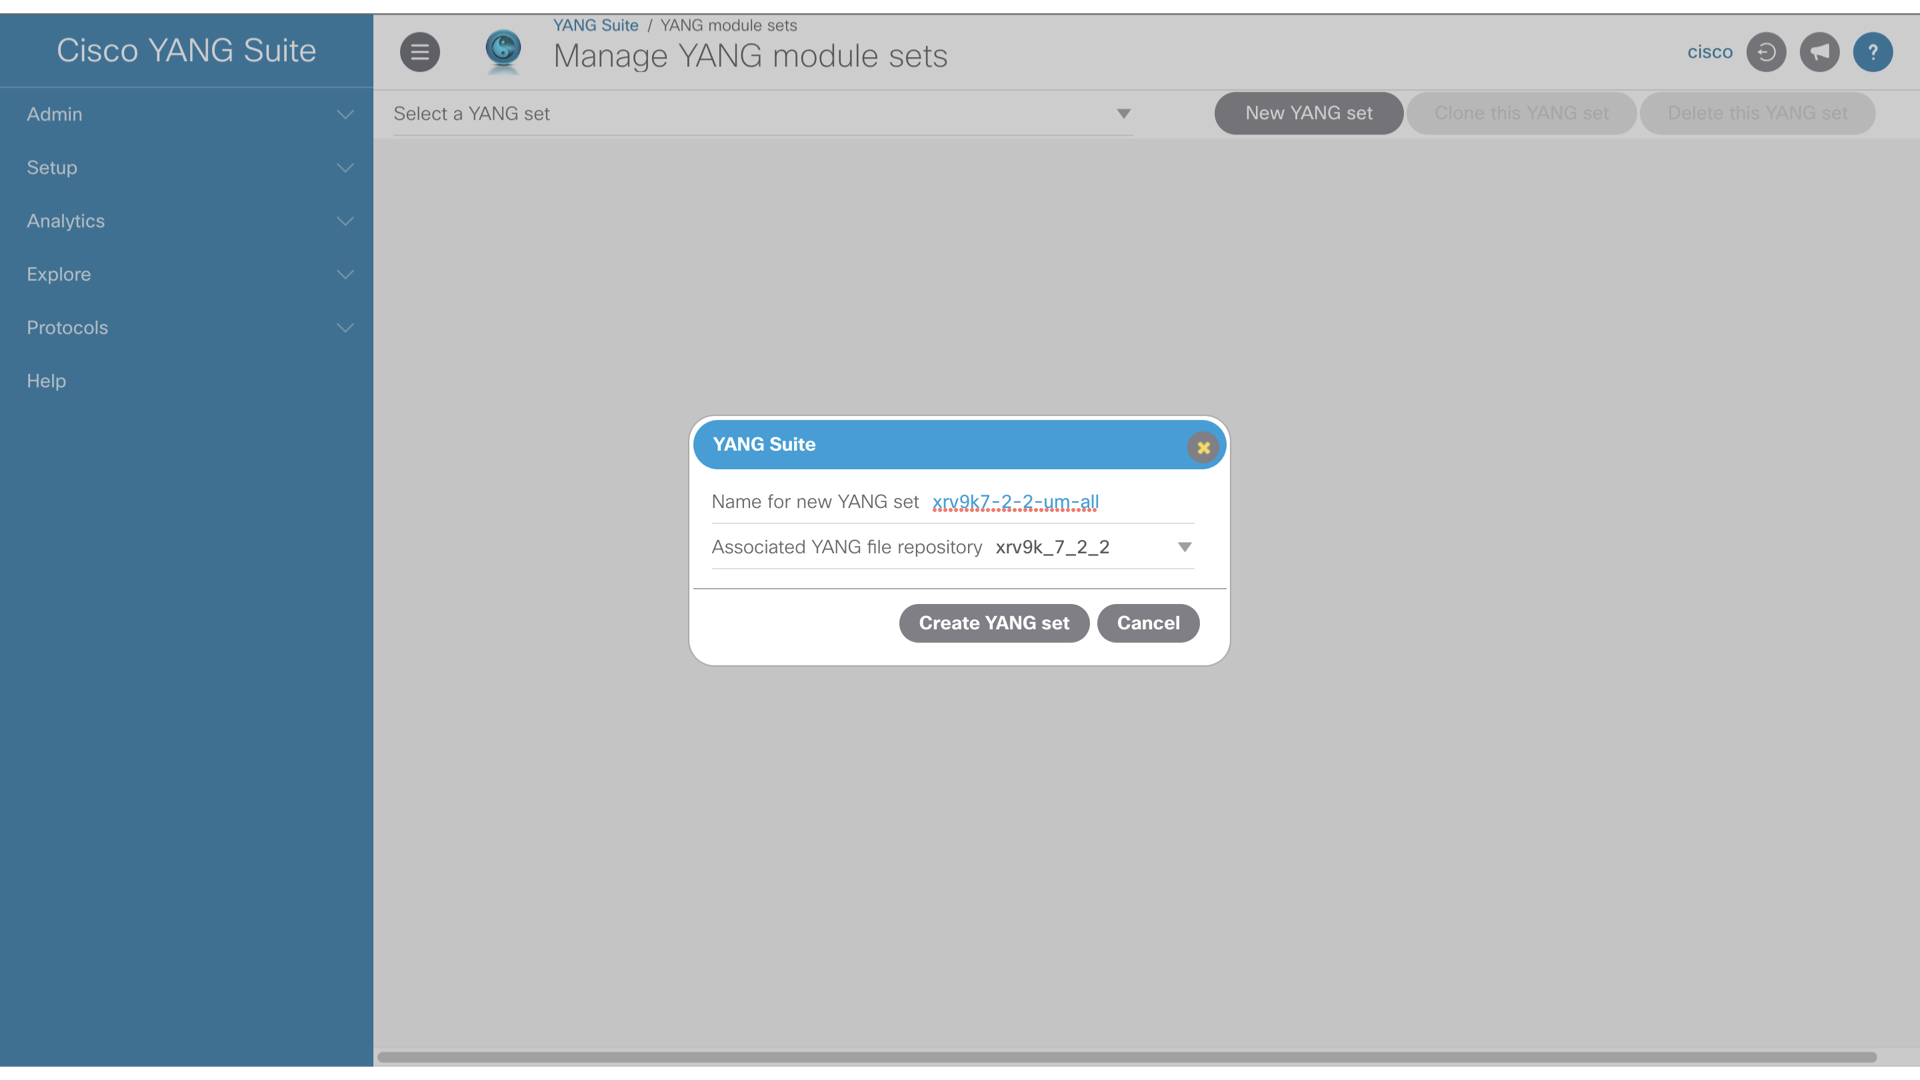 Cisco YANG Suite
YANG Suite / YANG module sets
Manage YANG module sets
cisco
?
Admin
Setup
Analytics
Explore
Protocols
Help
Select a YANG set
New YANG set
Clone this YANG set
Delete this YANG set
YANG Suite
Name for new YANG set xrv9k7-2-2-um-all
Associated YANG file repository xrv9k_7_2_2
Create YANG set
Cancel